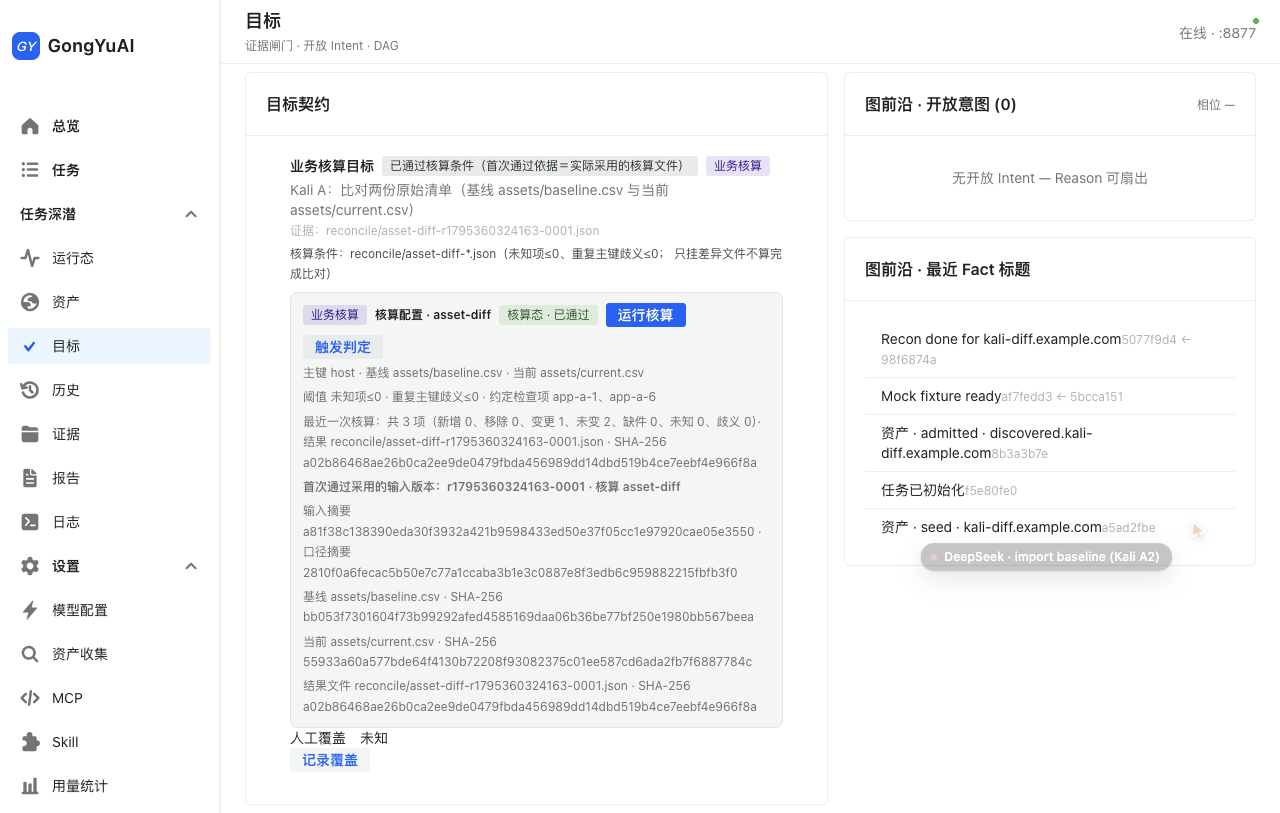 GY GongYuAI
总览
任务
任务深潜
运行态
资产
目标
历史
证据
报告
日志
设置
模型配置
资产收集
MCP
Skill
用量统计
目标
证据闸门 · 开放 Intent · DAG
在线 · :8877
目标契约
业务核算目标 已通过核算条件（首次通过依据＝实际采用的核算文件） 业务核算
Kali A：比对两份原始清单（基线 assets/baseline.csv 与当前
assets/current.csv）
证据：reconcile/asset-diff-r1795360324163-0001.json
核算条件：reconcile/asset-diff-*.json（未知项≤0、重复主键歧义≤0； 只挂差异文件不算完
成比对）
业务核算 核算配置 · asset-diff 核算态 · 已通过 运行核算
触发判定
主键 host · 基线 assets/baseline.csv · 当前 assets/current.csv
阈值 未知项≤0 · 重复主键歧义≤0 · 约定检查项 app-a-1、app-a-6
最近一次核算：共 3 项（新增 0、移除 0、变更 1、未变 2、缺件 0、未知 0、歧义 0）·
结果 reconcile/asset-diff-r1795360324163-0001.json · SHA-256
a02b86468ae26b0ca2ee9de0479fbda456989dd14dbd519b4ce7eebf4e966f8a
首次通过采用的输入版本：r1795360324163-0001 · 核算 asset-diff
输入摘要
a81f38c138390eda30f3932a421b9598433ed50e37f05cc1e97920cae05e3550 ·
口径摘要
2810f0a6fecac5b50e7c77a1ccaba3b1e3c0887e8f3edb6c959882215fbfb3f0
基线 assets/baseline.csv · SHA-256
bb053f7301604f73b99292afed4585169daa06b36be77bf250e1980bb567beea
当前 assets/current.csv · SHA-256
55933a60a577bde64f4130b72208f93082375c01ee587cd6ada2fb7f6887784c
结果文件 reconcile/asset-diff-r1795360324163-0001.json · SHA-256
a02b86468ae26b0ca2ee9de0479fbda456989dd14dbd519b4ce7eebf4e966f8a
人工覆盖 未知
记录覆盖
图前沿 · 开放意图 (0) 相位 —
无开放 Intent — Reason 可扇出
图前沿 · 最近 Fact 标题
Recon done for kali-diff.example.com5077f9d4 ←
98f6874a
Mock fixture readyaf7fedd3 ← 5bcca151
资产 · admitted · discovered.kali-
diff.example.com8b3a3b7e
任务已初始化f5e80fe0
资产 · seed · kali-diff.example.coma5ad2fbe
DeepSeek · import baseline (Kali A2)